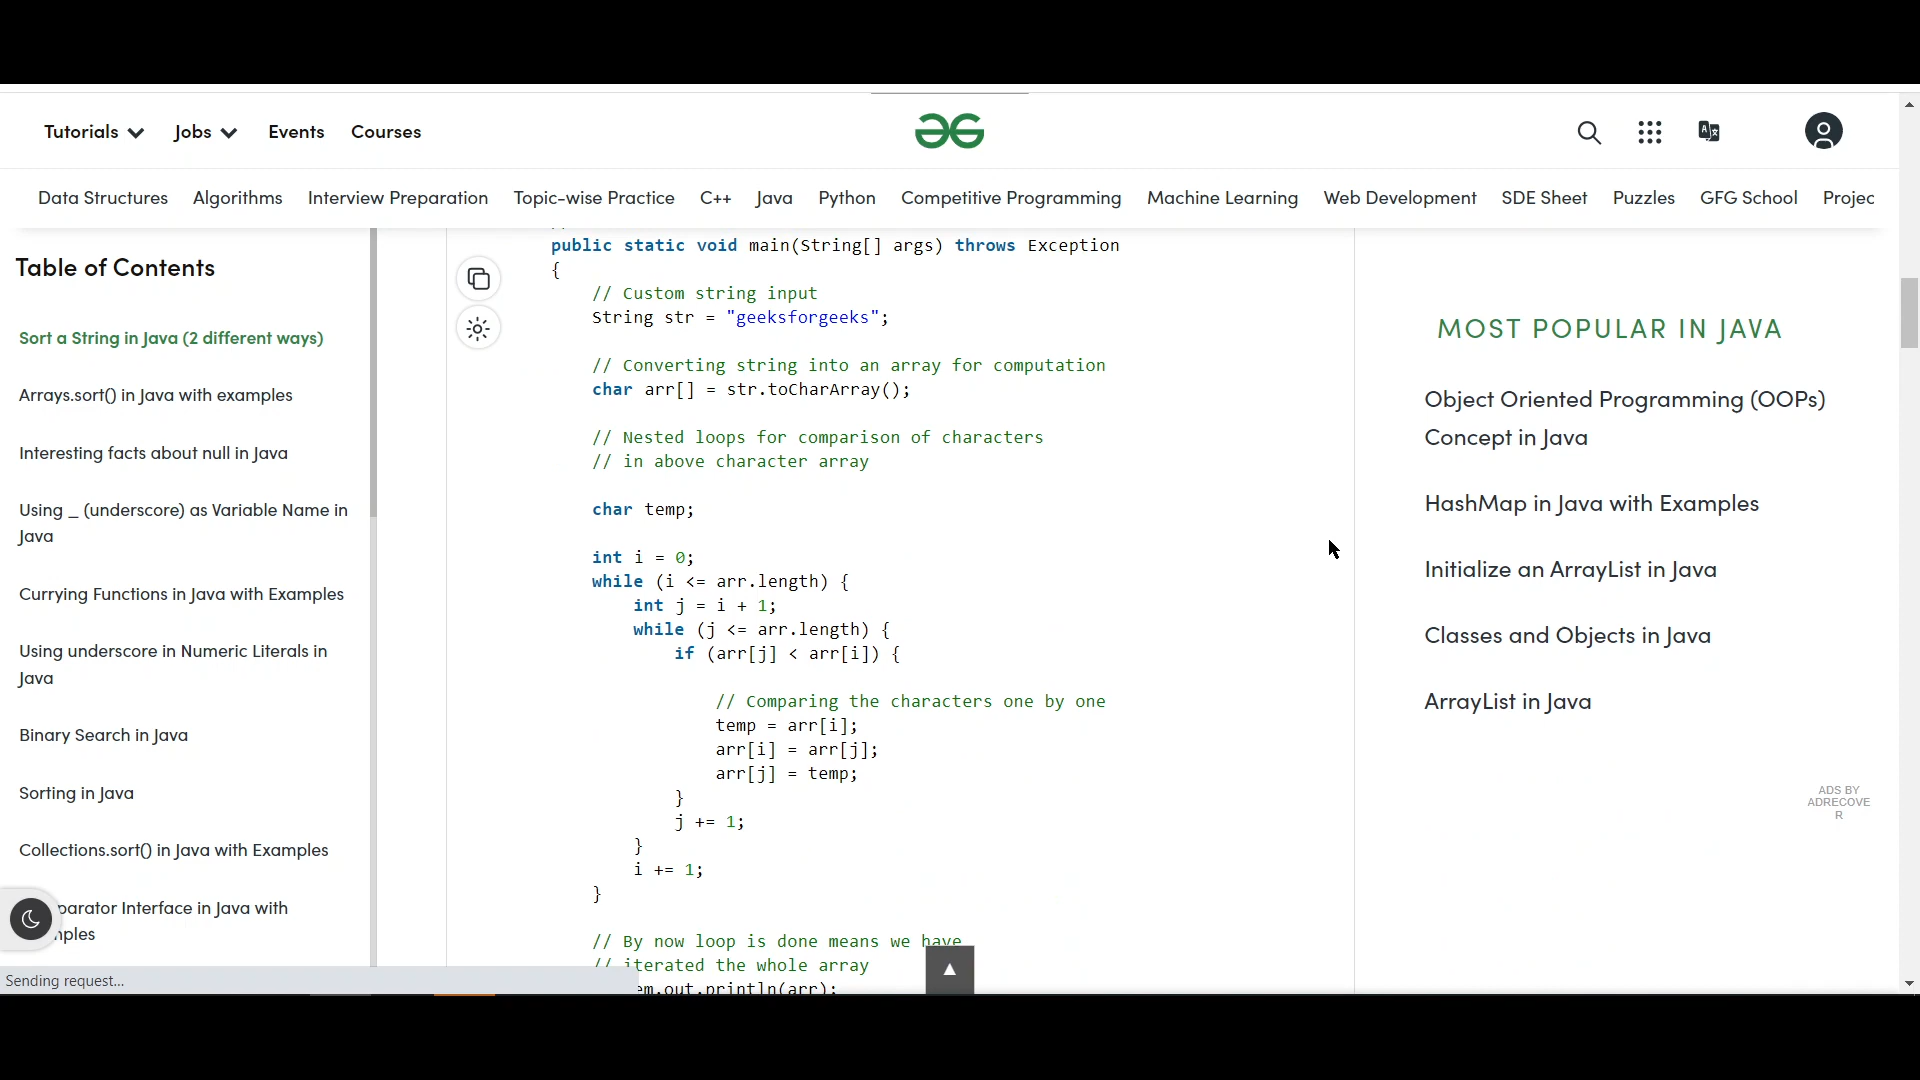 Tutorials Jobs Events Courses
Data Structures Algorithms Interview Preparation Topic-wise Practice C++ Java Python Competitive Programming Machine Learning Web Development SDE Sheet Puzzles GFG School Projec
Table of Contents
Sort a String in Java (2 different ways)
Arrays.sort() in Java with examples
Interesting facts about null in Java
Using _ (underscore) as Variable Name in
Java
Currying Functions in Java with Examples
Using underscore in Numeric Literals in
Java
Binary Search in Java
Sorting in Java
Collections.sort() in Java with Examples
parator Interface in Java with
ples
Sending request...
public static void main(String[] args) throws Exception
{
// Custom string input
String str = "geeksforgeeks";
// Converting string into an array for computation
char arr[] = str.toCharArray();
// Nested loops for comparison of characters
// in above character array
char temp;
int i = 0;
while (i <= arr.length) {
int j = i + 1;
while (j <= arr.length) {
if (arr[j] < arr[i]) {
// Comparing the characters one by one
temp = arr[i];
arr[i] = arr[j];
arr[j] = temp;
}
j += 1;
}
i += 1;
}
// By now loop is done means we have
// iterated the whole array
em.out.println(arr);
MOST POPULAR IN JAVA
Object Oriented Programming (OOPs)
Concept in Java
HashMap in Java with Examples
Initialize an ArrayList in Java
Classes and Objects in Java
ArrayList in Java
ADS BY
ADRECOVE
R